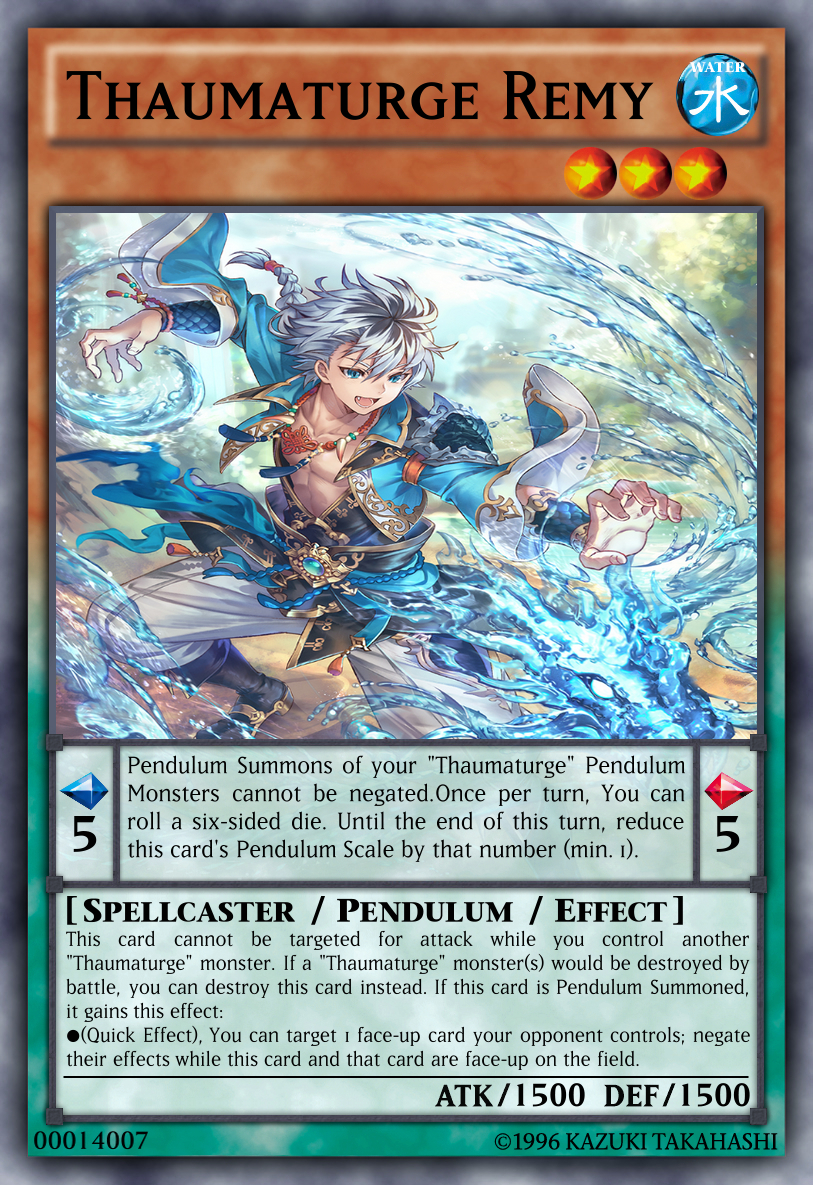 Thaumaturge Remy
WATER
水
Pendulum Summons of your "Thaumaturge" Pendulum
Monsters cannot be negated.Once per turn, You can
roll a six-sided die. Until the end of this turn, reduce
this card's Pendulum Scale by that number (min. 1).
5
5
[ Spellcaster / Pendulum / Effect ]
This card cannot be targeted for attack while you control another
"Thaumaturge" monster. If a "Thaumaturge" monster(s) would be destroyed by
battle, you can destroy this card instead. If this card is Pendulum Summoned,
it gains this effect:
●(Quick Effect), You can target 1 face-up card your opponent controls; negate
their effects while this card and that card are face-up on the field.
ATK/1500 DEF/1500
00014007
©1996 KAZUKI TAKAHASHI